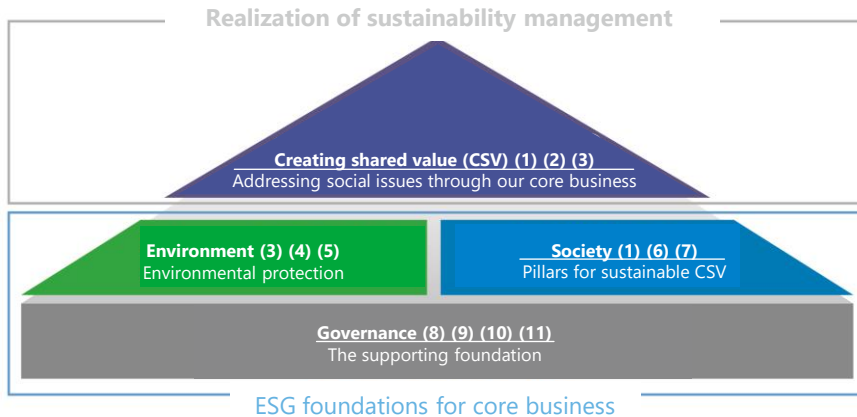 Realization of sustainability management
Creating shared value (CSV) (1) (2) (3)
Addressing social issues through our core business
Environment (3) (4) (5)
Environmental protection
Society (1) (6) (7)
Pillars for sustainable CSV
Governance (8) (9) (10) (11)
The supporting foundation
ESG foundations for core business